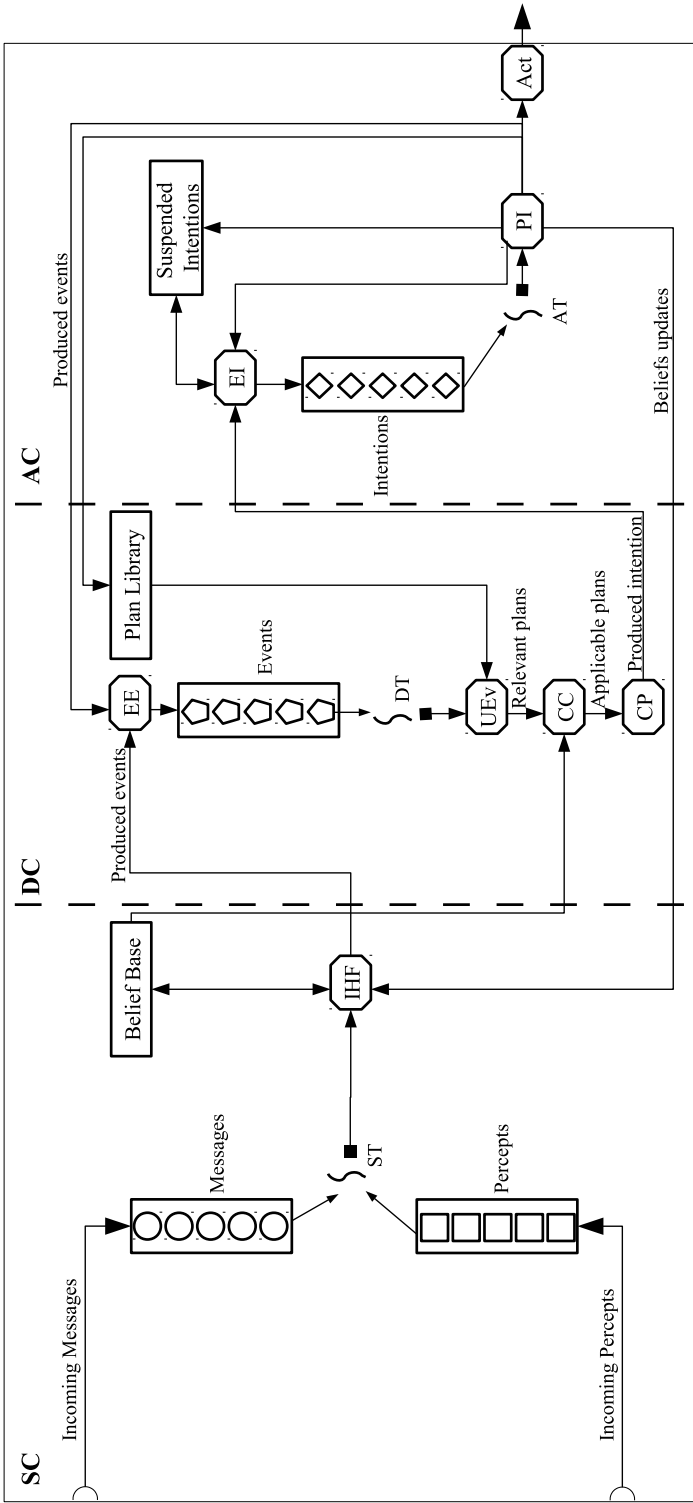 SC
DC
AC
Incoming Messages
Messages
Belief Base
Produced events
EE
Plan Library
Produced events
Suspended
Intentions
Events
EI
Intentions
ST
IHF
DT
UEv
Relevant plans
CC
Applicable plans
CP
Produced intention
AT
PI
Act
Percepts
Incoming Percepts
Beliefs updates